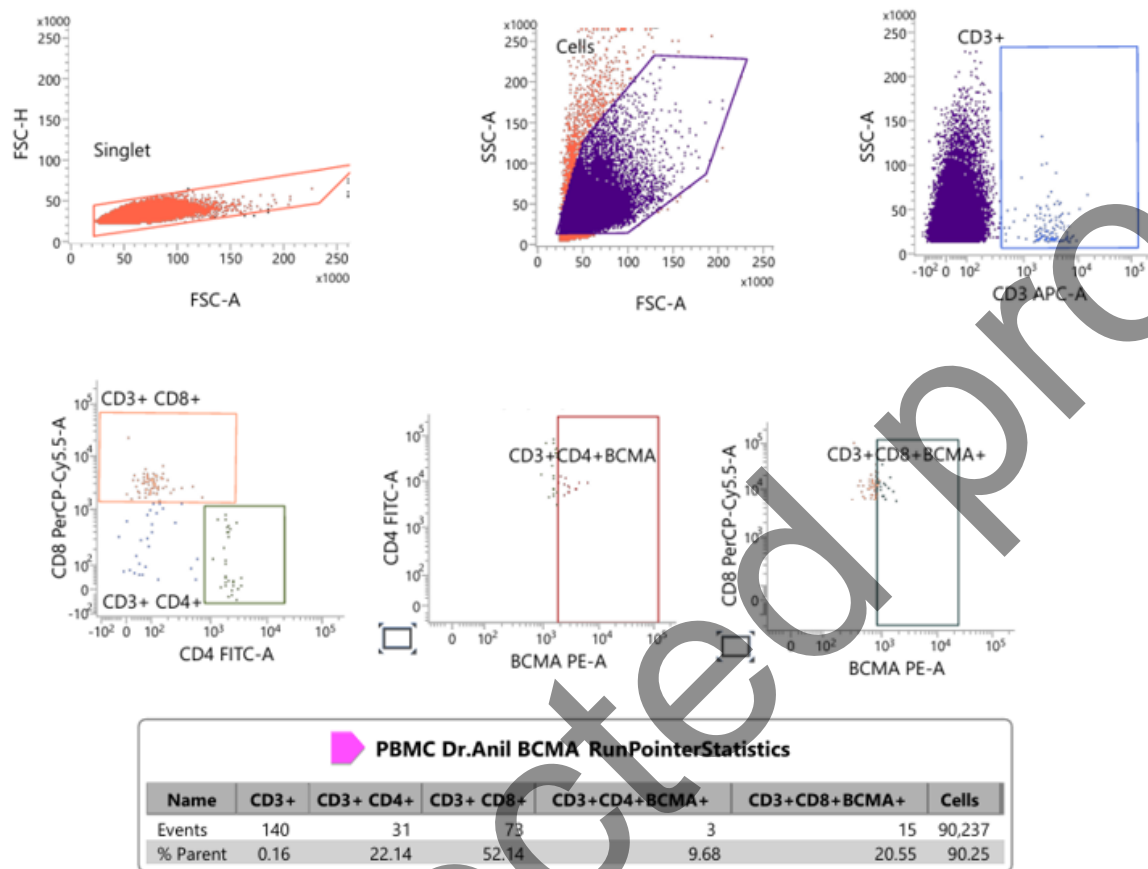 x1000
250
200
150
100
50
0
FSC-H
Singlet
0 50 100 150 200 250
x1000
FSC-A
x1000
250
200
150
100
50
0
SSC-A
Cells
0 50 100 150 200 250
x1000
FSC-A
x1000
250
200
150
100
50
0
SSC-A
CD3+
-10² 0 10² 10³ 10⁴ 10⁵
CD3 APC-A
10⁵
10⁴
10³
10²
0
-10²
CD8 PerCP-Cy5.5-A
CD3+ CD8+
CD3+ CD4+
-10² 0 10² 10³ 10⁴ 10⁵
CD4 FITC-A
10⁵
10⁴
10³
10²
0
CD4 FITC-A
CD3+CD4+BCMA
0 10² 10³ 10⁴ 10⁵
BCMA PE-A
10⁵
10⁴
10³
10²
0
CD8 PerCP-Cy5.5-A
CD3+CD8+BCMA+
0 10² 10³ 10⁴ 10⁵
BCMA PE-A
PBMC Dr.Anil BCMA RunPointerStatistics
Name CD3+ CD3+ CD4+ CD3+ CD8+ CD3+CD4+BCMA+ CD3+CD8+BCMA+ Cells
Events 140 31 73 3 15 90,237
% Parent 0.16 22.14 52.14 9.68 20.55 90.25
cted pro